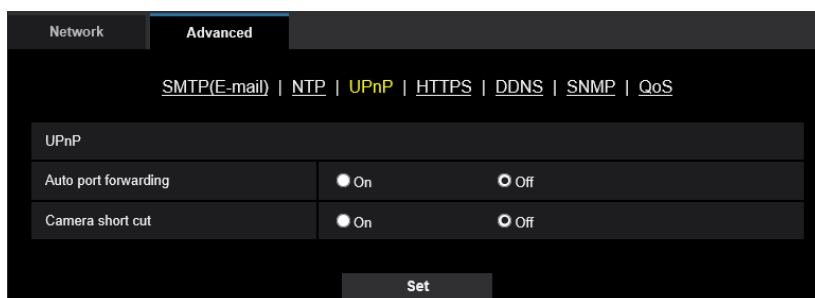 Network Advanced
SMTP(E-mail) | NTP | UPnP | HTTPS | DDNS | SNMP | QoS
UPnP
Auto port forwarding On Off
Camera short cut On Off
Set